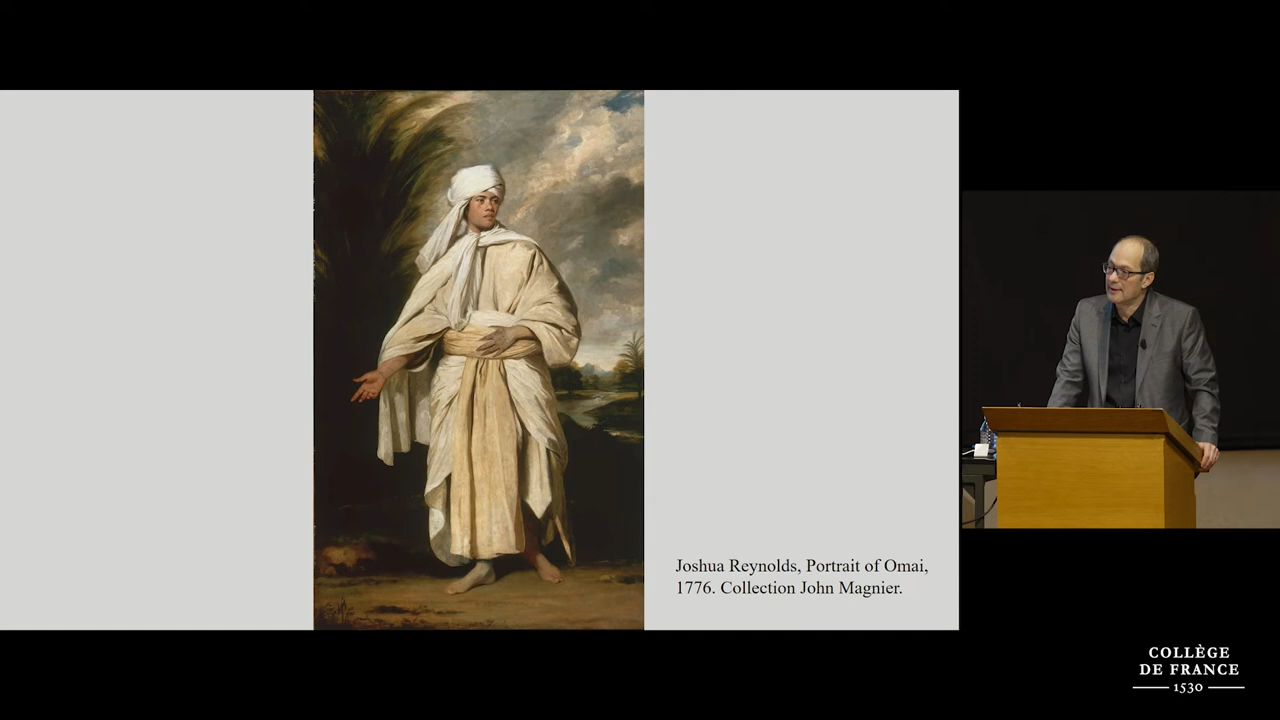 Joshua Reynolds, Portrait of Omai,
1776. Collection John Magnier.
COLLÈGE
DE FRANCE
1530